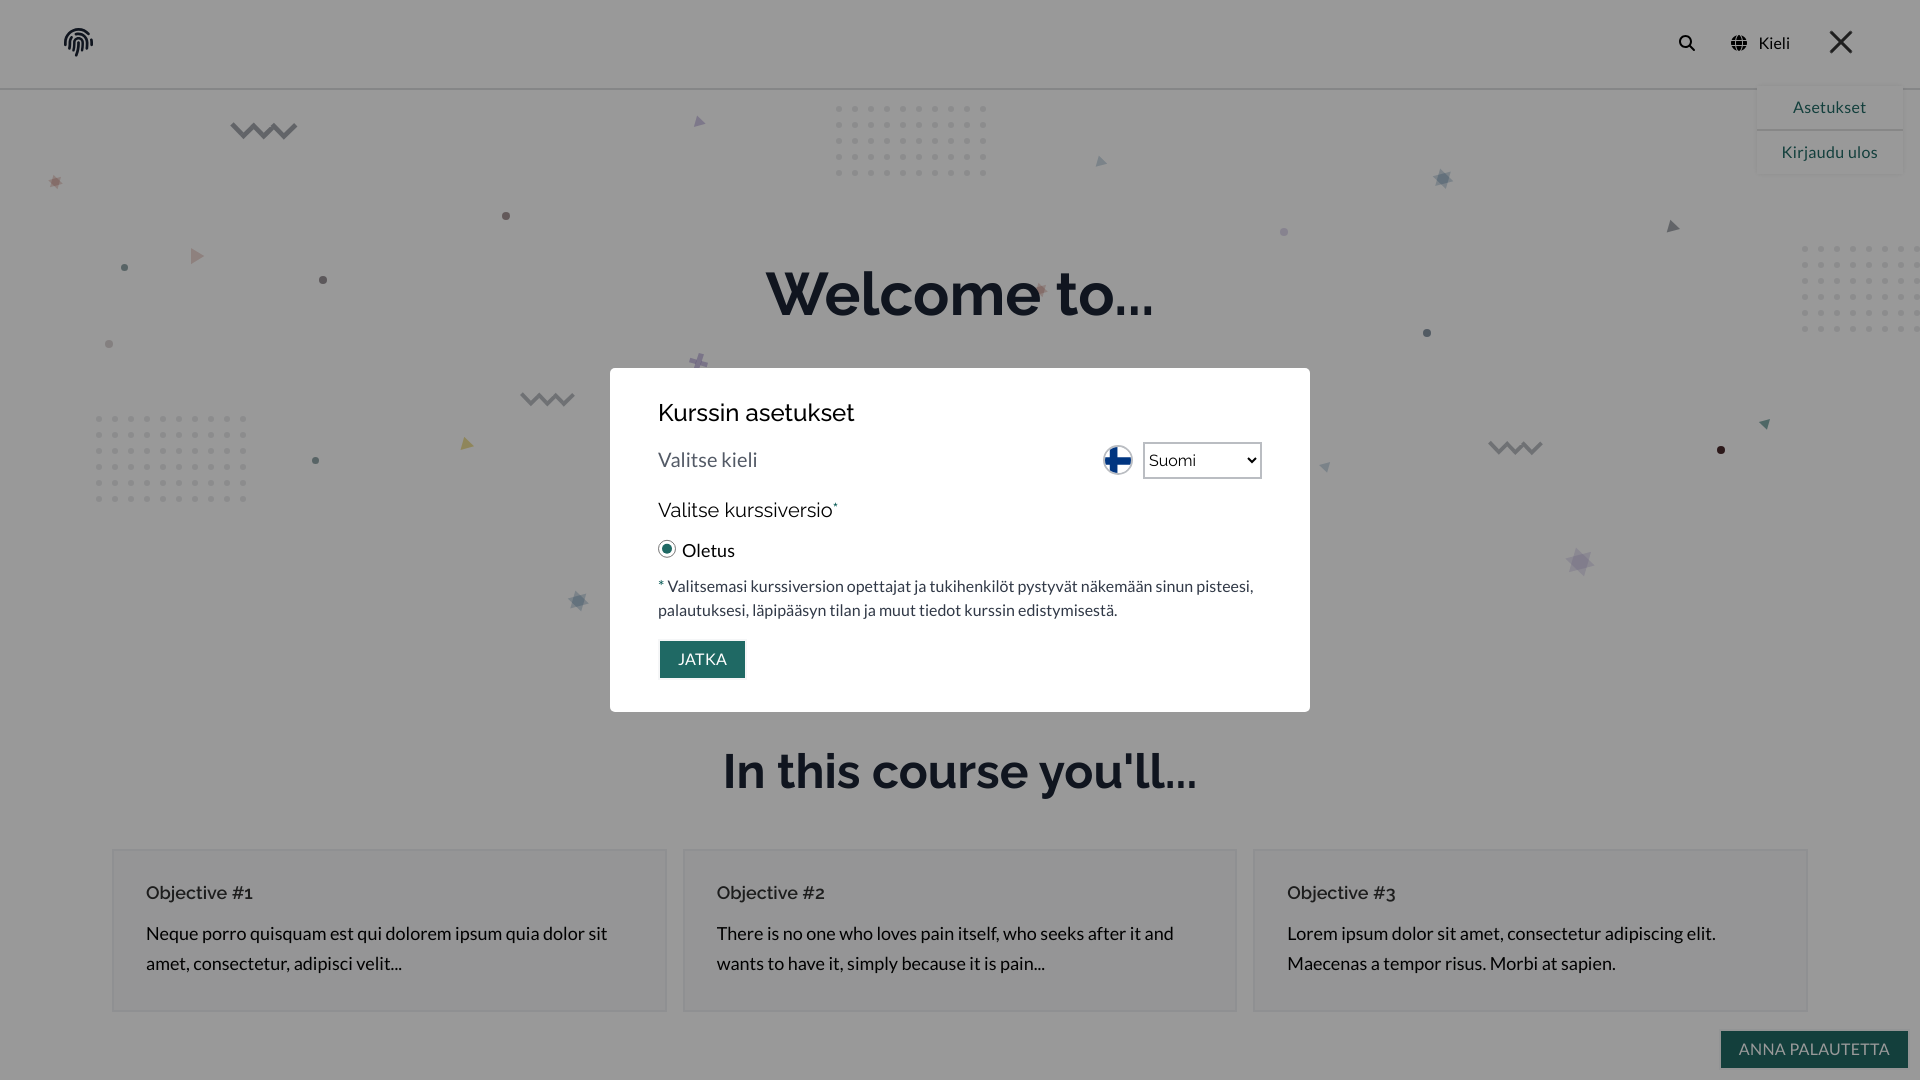 Kieli
Asetukset
Kirjaudu ulos
Welcome to...
Kurssin asetukset
Valitse kieli
Suomi
Valitse kurssiversio*
Oletus
* Valitsemasi kurssiversion opettajat ja tukihenkilöt pystyvät näkemään sinun pisteesi,
palautuksesi, läpipääsyn tilan ja muut tiedot kurssin edistymisestä.
JATKA
In this course you'll...
Objective #1
Neque porro quisquam est qui dolorem ipsum quia dolor sit
amet, consectetur, adipisci velit...
Objective #2
There is no one who loves pain itself, who seeks after it and
wants to have it, simply because it is pain...
Objective #3
Lorem ipsum dolor sit amet, consectetur adipiscing elit.
Maecenas a tempor risus. Morbi at sapien.
ANNA PALAUTETTA